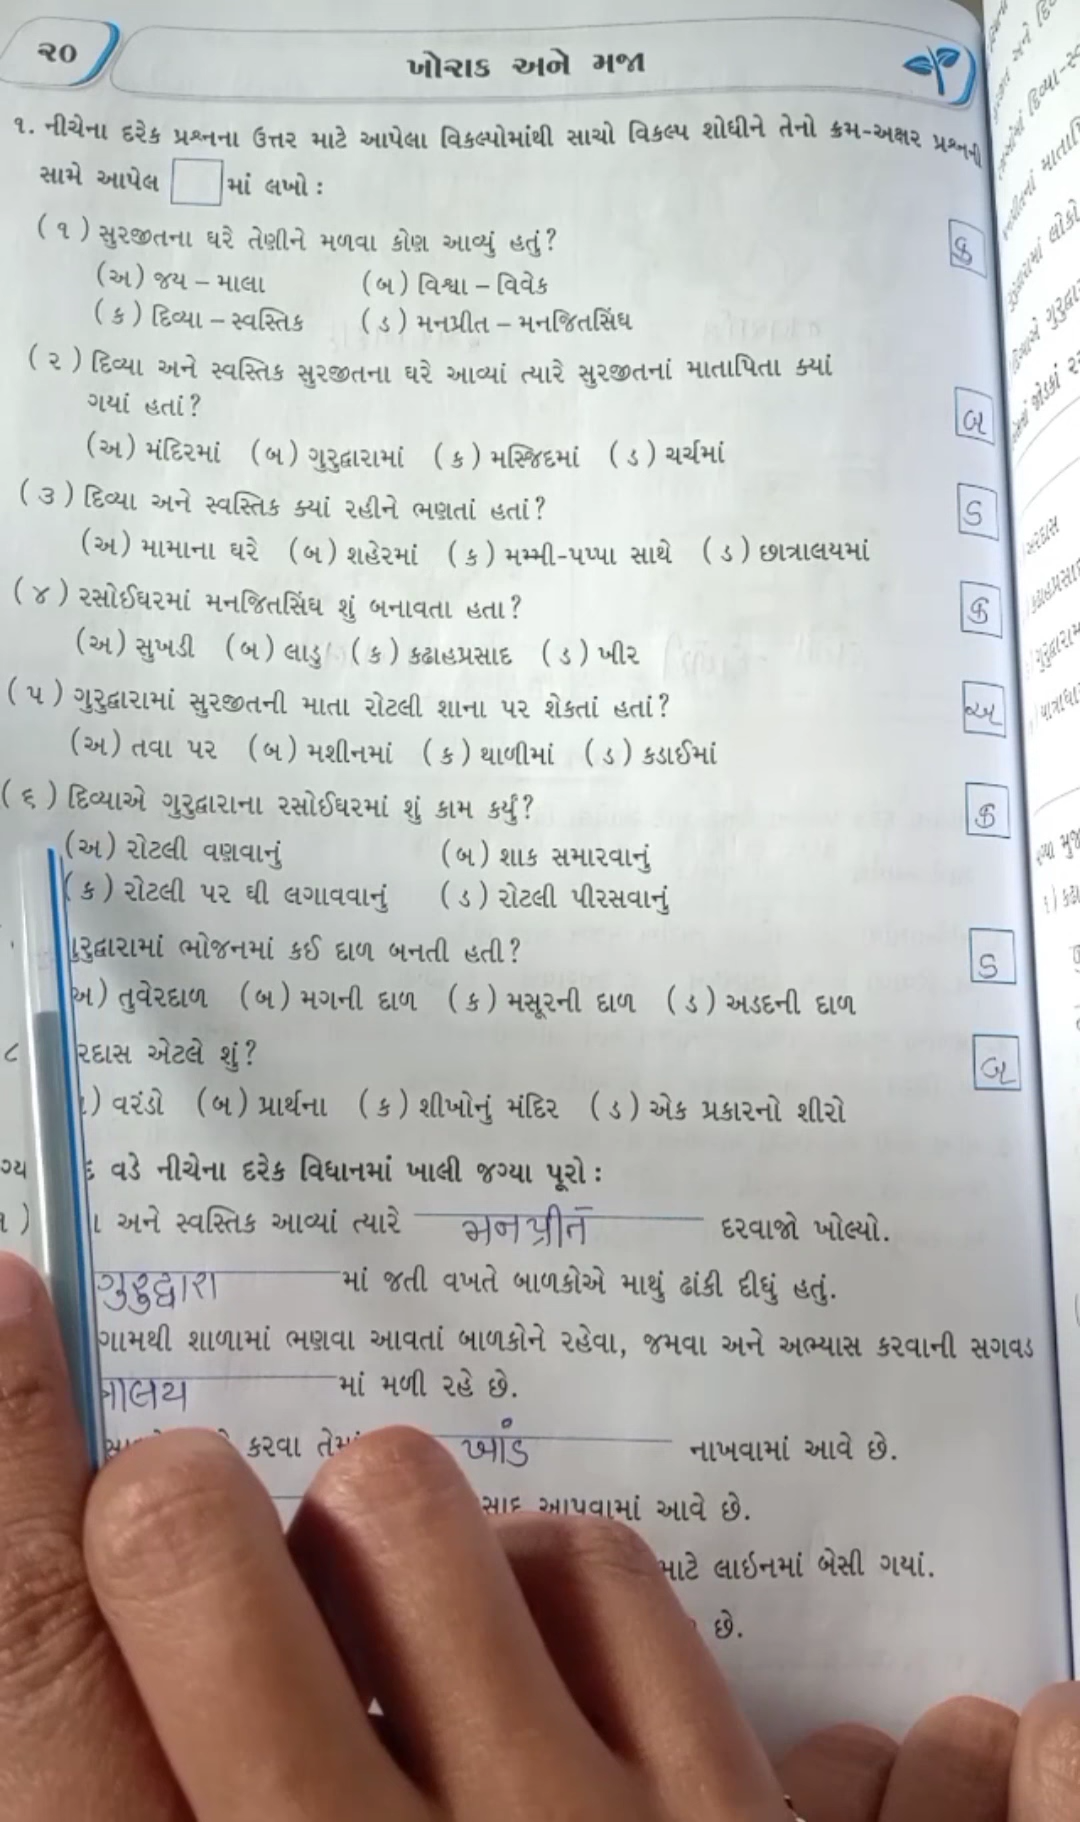 ૨૦
ખોરાક અને મજા
૧. નીચેના દરેક પ્રશ્નના ઉત્તર માટે આપેલા વિકલ્પોમાંથી સાચો વિકલ્પ શોધીને તેનો ક્રમ-અક્ષર પ્રશ્નની
સામે આપેલ માં લખો :
(૧) સુરજીતના ઘરે તેણીને મળવા કોણ આવ્યું હતું? ક
(અ) જય – માલા (બ) વિશ્વા – વિવેક
(ક) દિવ્યા – સ્વસ્તિક (ડ) મનપ્રીત – મનજિતસિંઘ
(૨) દિવ્યા અને સ્વસ્તિક સુરજીતના ઘરે આવ્યાં ત્યારે સુરજીતનાં માતાપિતા ક્યાં
ગયાં હતાં? બ
(અ) મંદિરમાં (બ) ગુરુદ્વારામાં (ક) મસ્જિદમાં (ડ) ચર્ચમાં
(૩) દિવ્યા અને સ્વસ્તિક ક્યાં રહીને ભણતાં હતાં? ડ
(અ) મામાના ઘરે (બ) શહેરમાં (ક) મમ્મી-પપ્પા સાથે (ડ) છાત્રાલયમાં
(૪) રસોઈઘરમાં મનજિતસિંઘ શું બનાવતા હતા? ક
(અ) સુખડી (બ) લાડુ (ક) કઢાહપ્રસાદ (ડ) ખીર
(૫) ગુરુદ્વારામાં સુરજીતની માતા રોટલી શાના પર શેકતાં હતાં? અ
(અ) તવા પર (બ) મશીનમાં (ક) થાળીમાં (ડ) કડાઈમાં
(૬) દિવ્યાએ ગુરુદ્વારાના રસોઈઘરમાં શું કામ કર્યું? ક
(અ) રોટલી વણવાનું (બ) શાક સમારવાનું
(ક) રોટલી પર ઘી લગાવવાનું (ડ) રોટલી પીરસવાનું
ભોજનમાં કઈ દાળ બનતી હતી? ડ
(અ) તુવેરદાળ (બ) મગની દાળ (ક) મસૂરની દાળ (ડ) અડદની દાળ
૮ રદાસ એટલે શું? બ
) વરંડો (બ) પ્રાર્થના (ક) શીખોનું મંદિર (ડ) એક પ્રકારનો શીરો
વડે નીચેના દરેક વિધાનમાં ખાલી જગ્યા પૂરો :
અને સ્વસ્તિક આવ્યાં ત્યારે મનપ્રીતે દરવાજો ખોલ્યો.
ગુરુદ્વારા માં જતી વખતે બાળકોએ માથું ઢાંકી દીધું હતું.
ગામથી શાળામાં ભણવા આવતાં બાળકોને રહેવા, જમવા અને અભ્યાસ કરવાની સગવડ
ત્રાલય માં મળી રહે છે.
કરવા ખાંડ નાખવામાં આવે છે.
આપવામાં આવે છે.
માટે લાઇનમાં બેસી ગયાં.
છે.